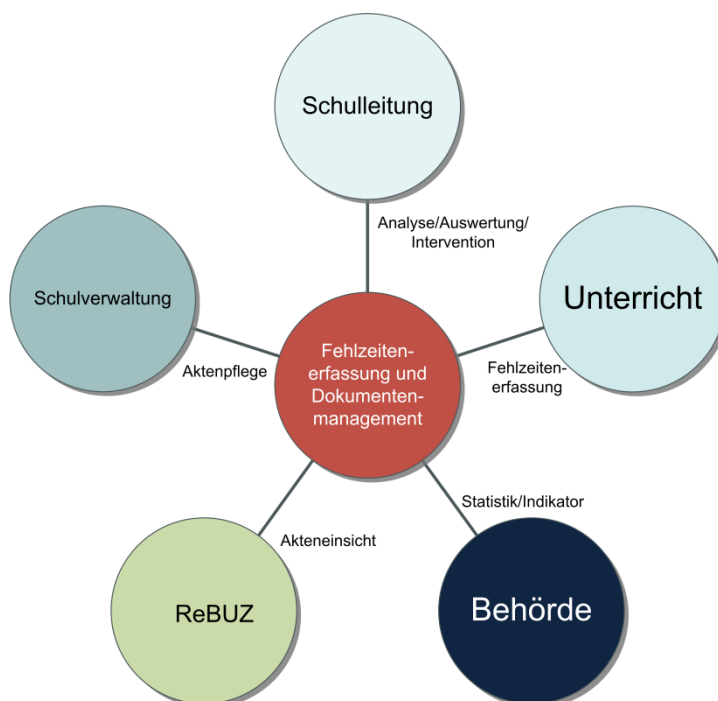 Schulleitung
Analyse/Auswertung/
Intervention
Schulverwaltung
Unterricht
Fehlzeiten-
erfassung und
Dokumenten-
management
Aktenpflege
Fehlzeiten-
erfassung
Statistik/Indikator
Akteneinsicht
ReBUZ
Behörde